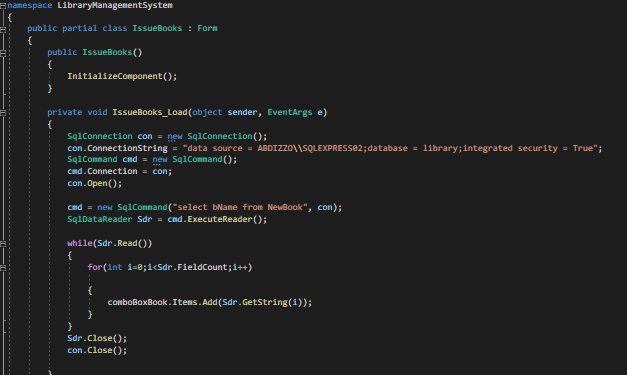 namespace LibraryManagementSystem
{
public partial class IssueBooks : Form
{
public IssueBooks()
{
InitializeComponent();
}
private void IssueBooks_Load(object sender, EventArgs e)
{
SqlConnection con = new SqlConnection();
con.ConnectionString = "data source = ABDIZZO\\SQLEXPRESS02;database = library;integrated security = True";
SqlCommand cmd = new SqlCommand();
cmd.Connection = con;
con.Open();
cmd = new SqlCommand("select bName from NewBook", con);
SqlDataReader Sdr = cmd.ExecuteReader();
while(Sdr.Read())
{
for(int i=0;i<Sdr.FieldCount;i++)
{
comboBoxBook.Items.Add(Sdr.GetString(i));
}
}
Sdr.Close();
con.Close();
}